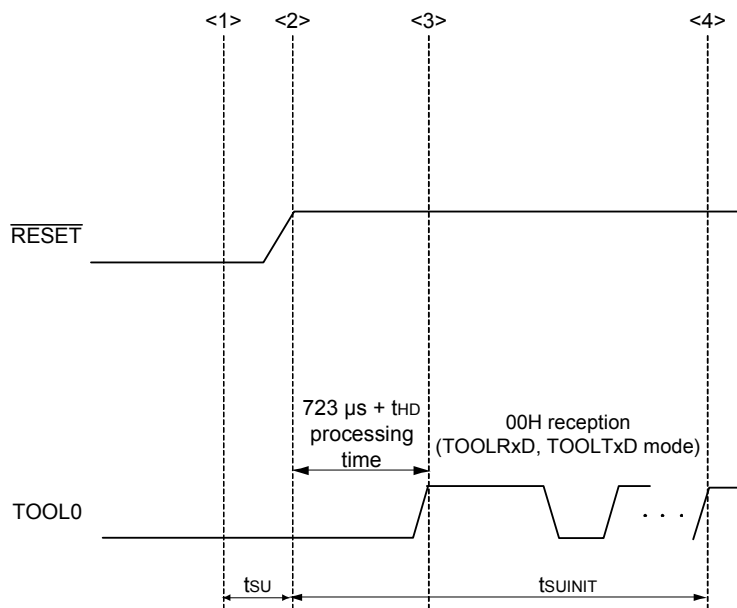 <1> <2> <3> <4>
RESET
723 µs + tHD
processing
time
00H reception
(TOOLRxD, TOOLTxD mode)
TOOL0
. . .
tSU
tSUINIT